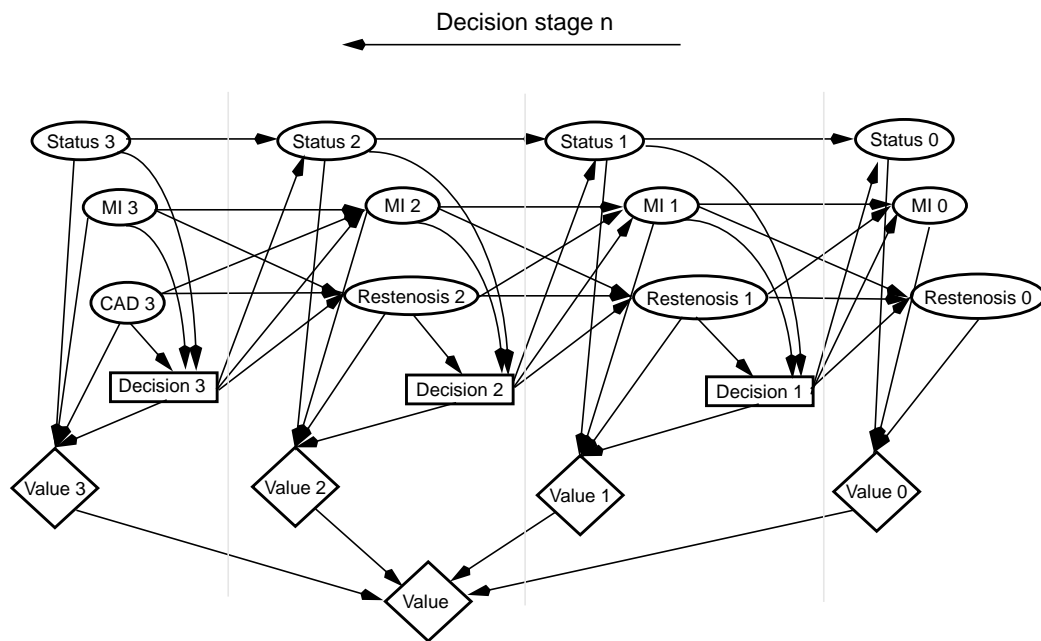 Decision stage n
Status 3
Status 2
Status 1
Status 0
MI 3
MI 2
MI 1
MI 0
CAD 3
Restenosis 2
Restenosis 1
Restenosis 0
Decision 3
Decision 2
Decision 1
Value 3
Value 2
Value 1
Value 0
Value